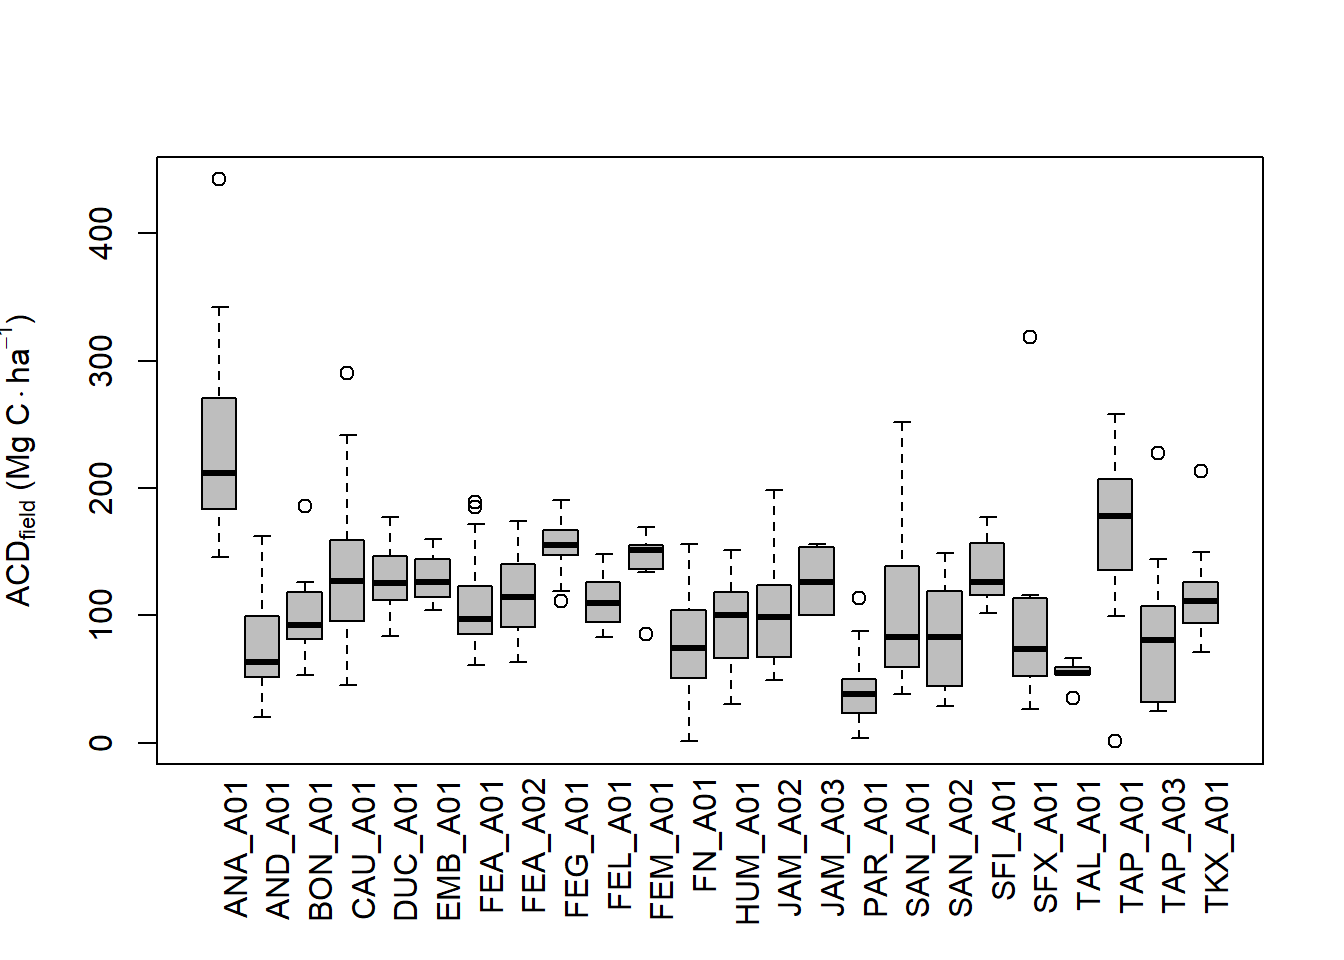 ACDfield (Mg C · ha⁻¹)
400
300
200
100
0
ANA_A01
AND_A01
BON_A01
CAU_A01
DUC_A01
EMB_A01
FEA_A01
FEA_A02
FEG_A01
FEL_A01
FEM_A01
FN_A01
HUM_A01
JAM_A02
JAM_A03
PAR_A01
SAN_A01
SAN_A02
SFI_A01
SFX_A01
TAL_A01
TAP_A01
TAP_A03
TKX_A01